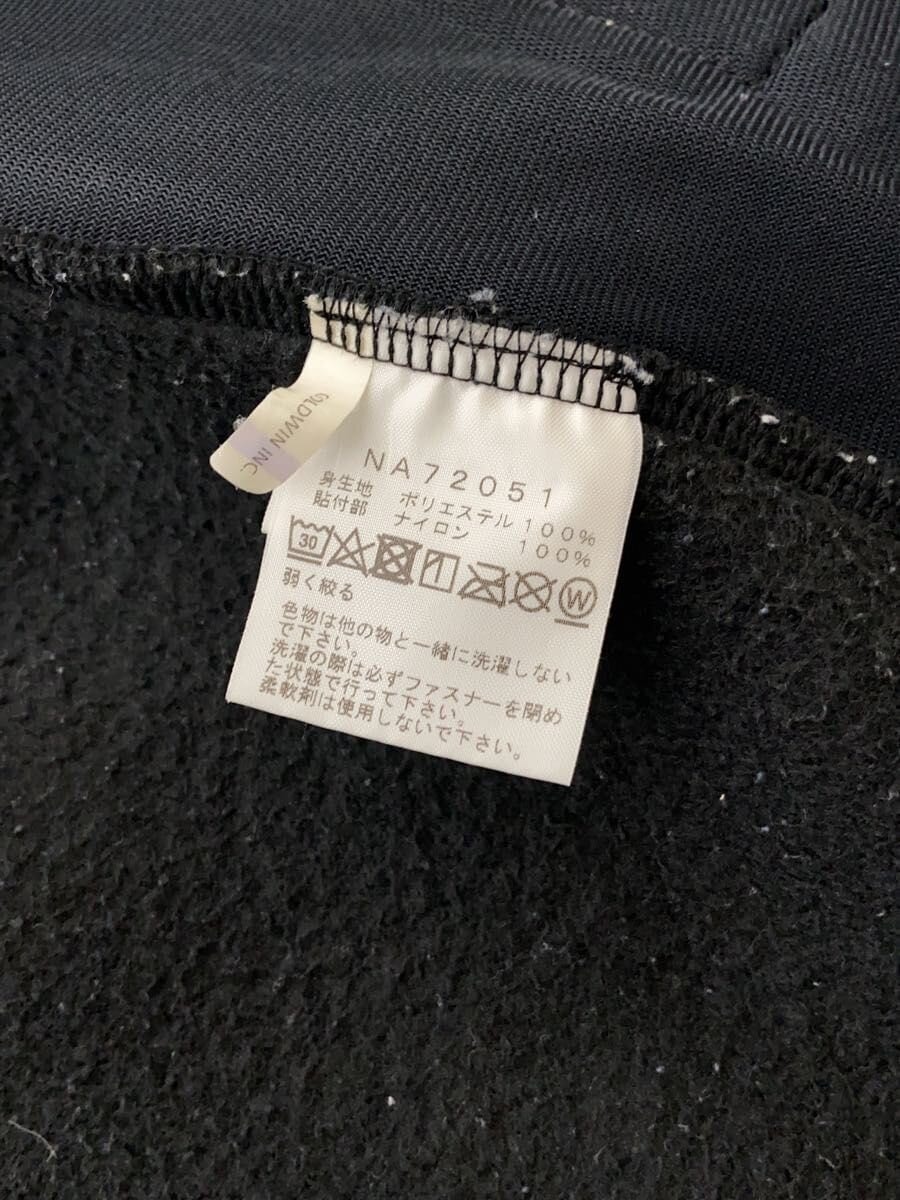 OLDWIN INC.
NA72051
身生地 ポリエステル 100%
貼付部 ナイロン 100%
30
W
弱く絞る
色物は他の物と一緒に洗濯しない
で下さい。
洗濯の際は必ずファスナーを閉め
た状態で行って下さい。
柔軟剤は使用しないで下さい。